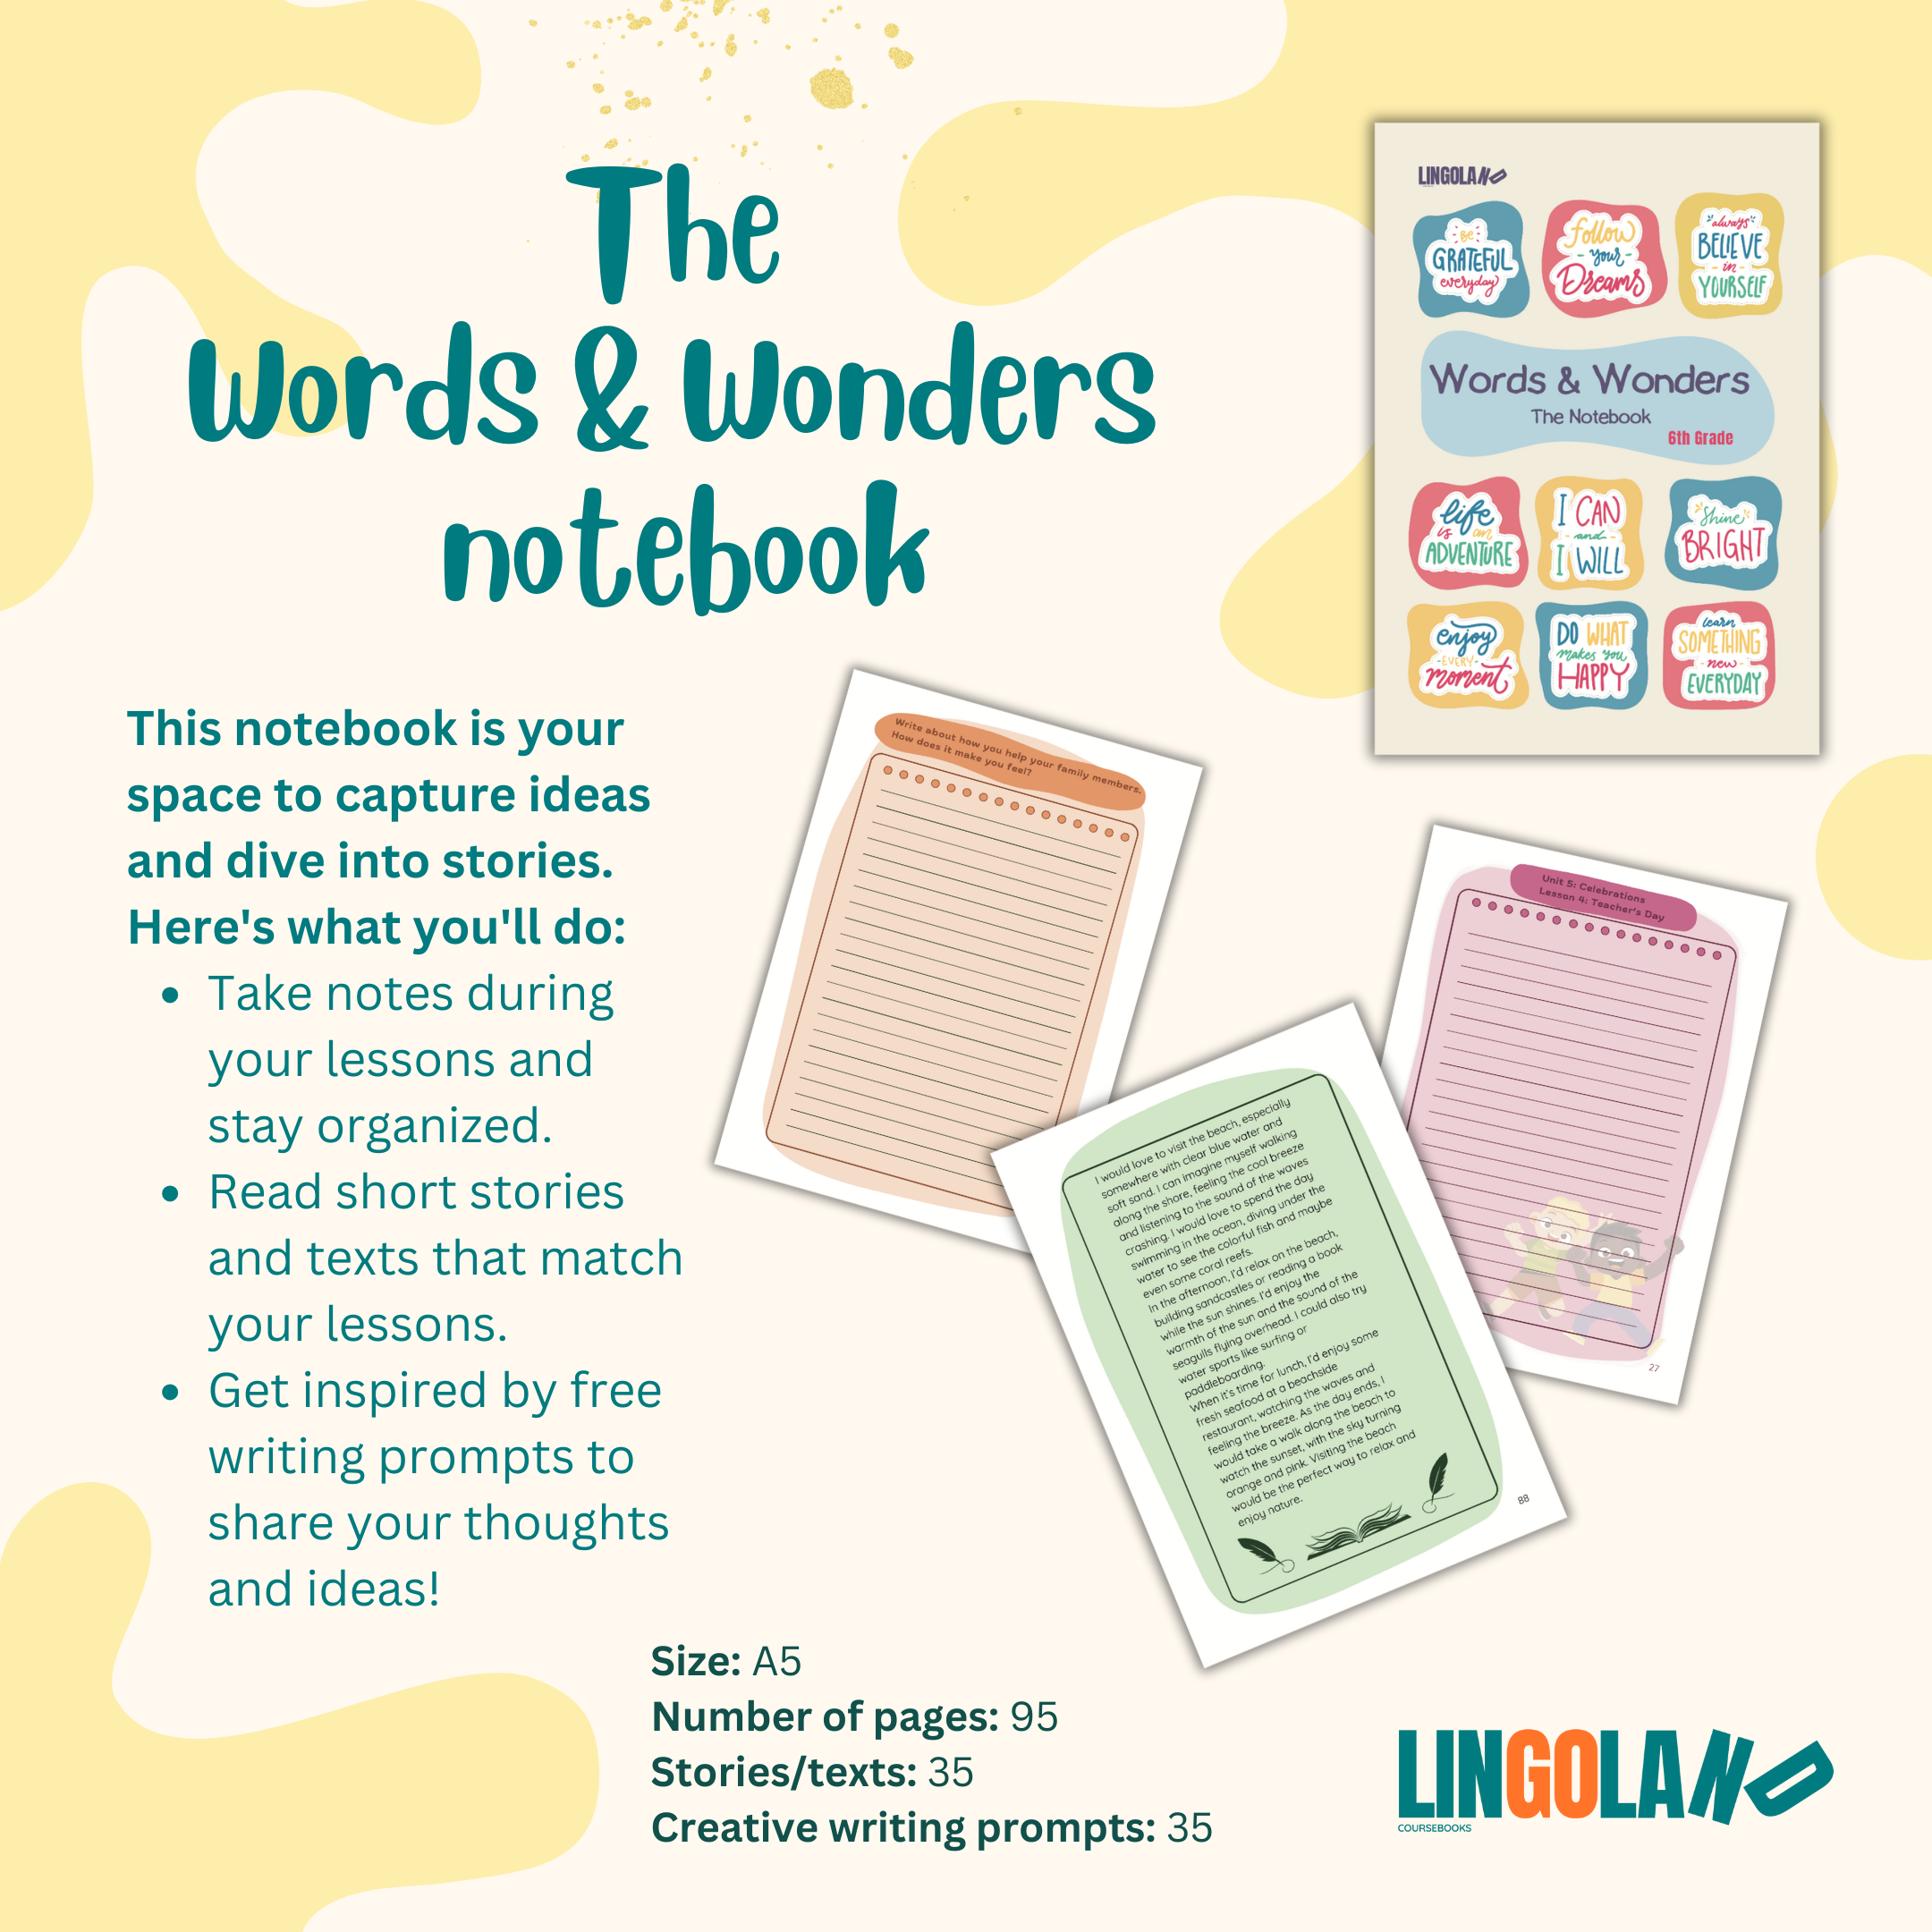 The
Words & Wonders
notebook
LINGOLAND
BE
GRATEFUL
everyday
follow
your
Dreams
always
BELIEVE
in
YOURSELF
Words & Wonders
The Notebook
6th Grade
life
is an
ADVENTURE
I CAN
and
I WILL
Shine
BRIGHT
enjoy
EVERY
moment
DO WHAT
makes you
HAPPY
learn
SOMETHING
new
EVERYDAY
This notebook is your
space to capture ideas
and dive into stories.
Here's what you'll do:
• Take notes during
your lessons and
stay organized.
• Read short stories
and texts that match
your lessons.
• Get inspired by free
writing prompts to
share your thoughts
and ideas!
Write about how you help your family members.
How does it make you feel?
Unit 5: Celebrations
Lesson 4: Teacher's Day
27
I would love to visit the beach, especially
somewhere with clear blue water and
soft sand. I can imagine myself walking
along the shore, feeling the cool breeze
and listening to the sound of the waves
crashing. I would love to spend the day
swimming in the ocean, diving under the
water to see the colorful fish and maybe
even some coral reefs.
In the afternoon, I'd relax on the beach,
building sandcastles or reading a book
while the sun shines. I'd enjoy the
warmth of the sun and the sound of the
seagulls flying overhead. I could also try
water sports like surfing or
paddleboarding.
When it's time for lunch, I'd enjoy some
fresh seafood at a beachside
restaurant, watching the waves and
feeling the breeze. As the day ends, I
would take a walk along the beach to
watch the sunset, with the sky turning
orange and pink. Visiting the beach
would be the perfect way to relax and
enjoy nature.
88
Size: A5
Number of pages: 95
Stories/texts: 35
Creative writing prompts: 35
LINGOLAND
COURSEBOOKS